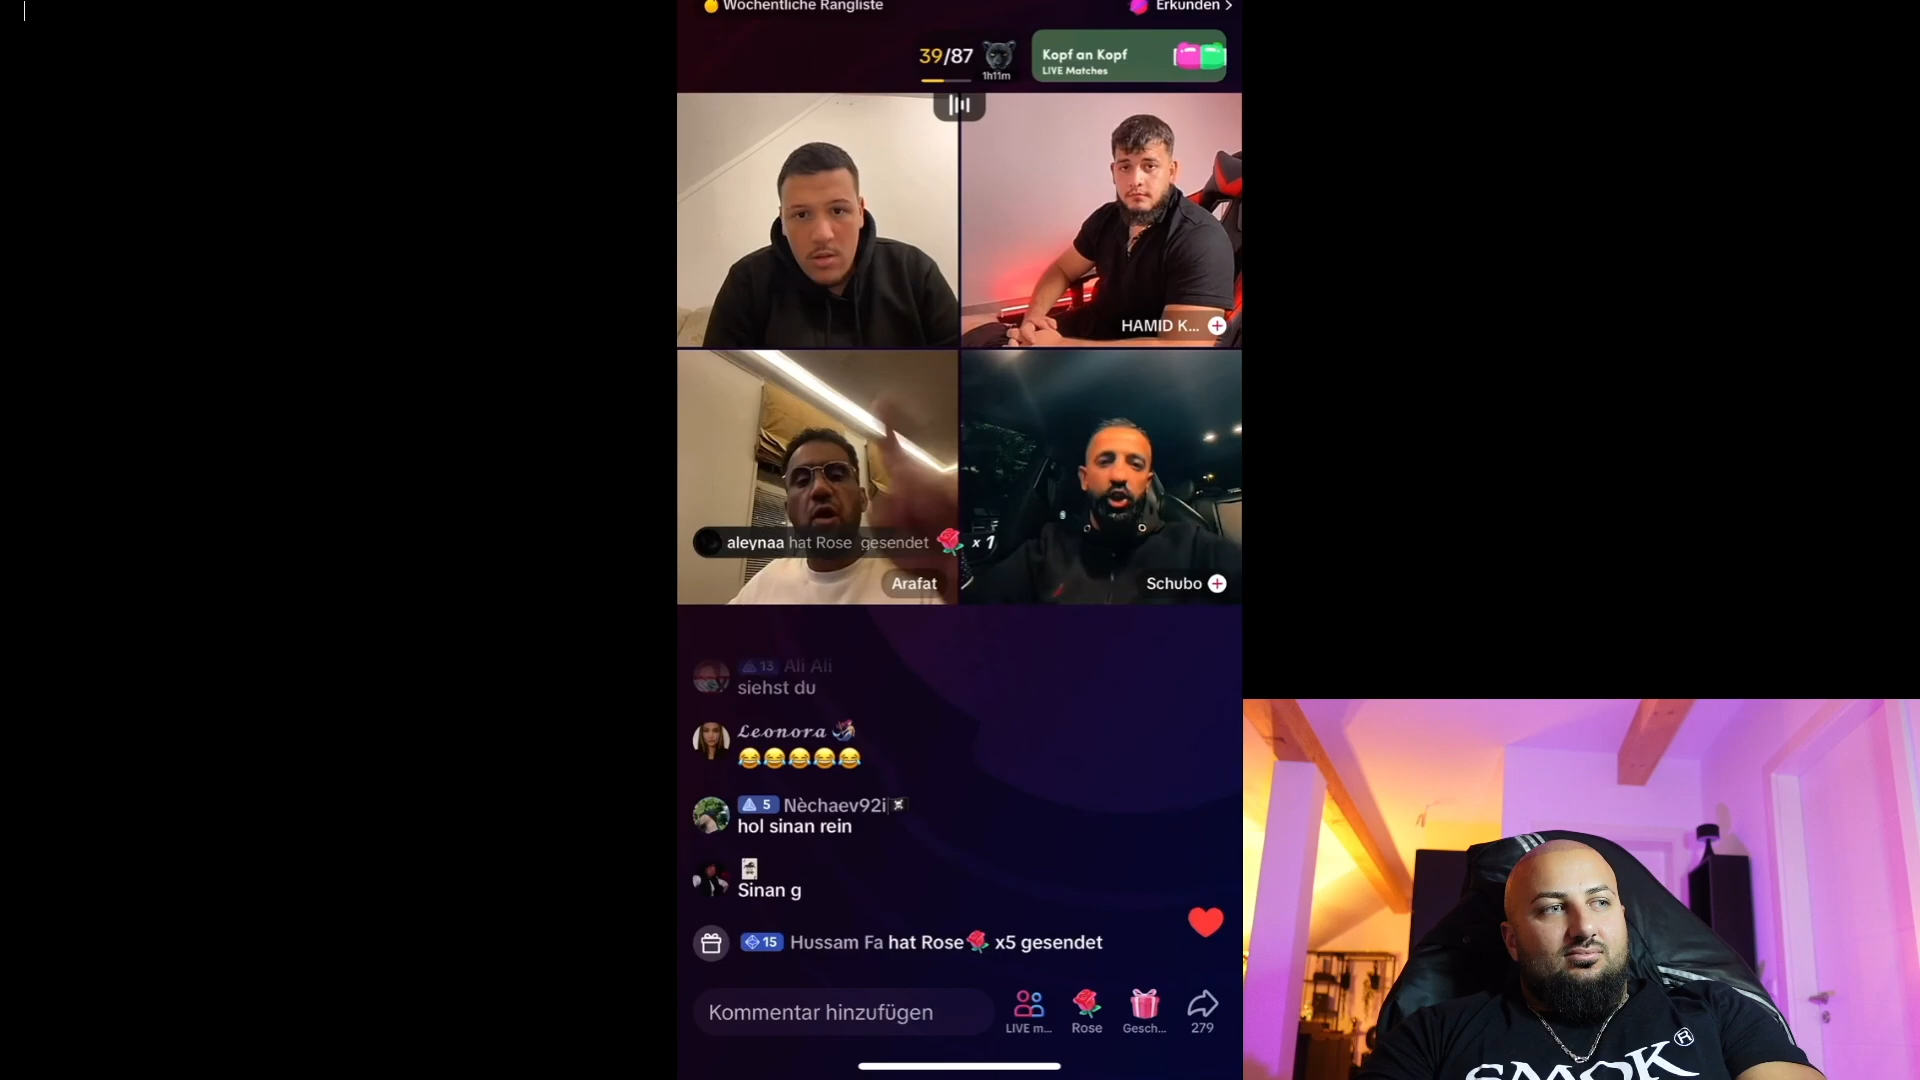 Wöchentliche Rangliste
Erkunden >
39/87
1h11m
Kopf an Kopf
LIVE Matches
HAMID K...
aleynaa hat Rose gesendet x 1
Arafat
Schubo
13 Ali Ali
siehst du
Leonora
5 Nèchaev92i
hol sinan rein
Sinan g
15 Hussam Fa hat Rose x5 gesendet
Kommentar hinzufügen
LIVE m...
Rose
Gesch...
279
SMOK®